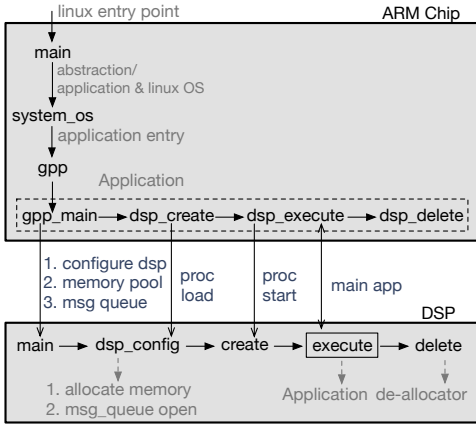 linux entry point
ARM Chip
main
abstraction/
application & linux OS
system_os
application entry
gpp
Application
gpp_main dsp_create dsp_execute dsp_delete
1. configure dsp
2. memory pool
3. msg queue
proc
load
proc
start
main app
DSP
main dsp_config create execute delete
1. allocate memory
2. msg_queue open
Application de-allocator